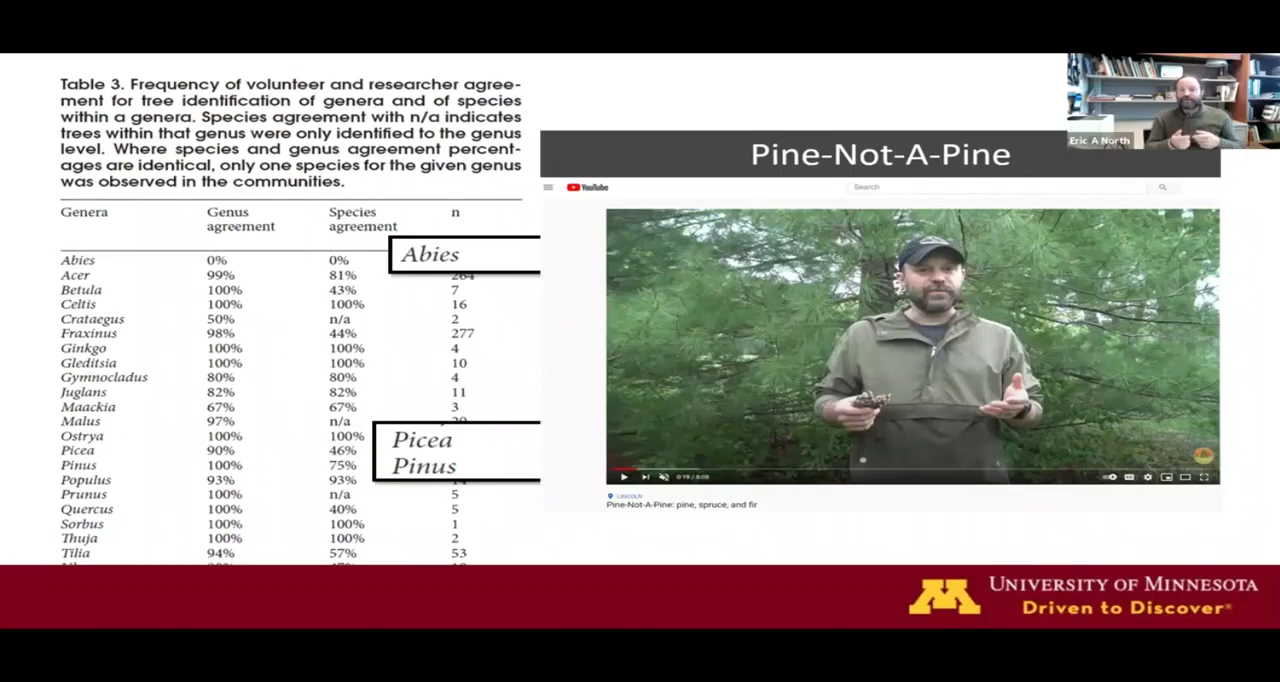 Table 3. Frequency of volunteer and researcher agree-
ment for tree identification of genera and of species
within a genera. Species agreement with n/a indicates
trees within that genus were only identified to the genus
level. Where species and genus agreement percent-
ages are identical, only one species for the given genus
was observed in the communities.
Genera Genus agreement Species agreement n
Abies 0% 0%
Acer 99% 81% 264
Betula 100% 43% 7
Celtis 100% 100% 16
Crataegus 50% n/a 2
Fraxinus 98% 44% 277
Ginkgo 100% 100% 4
Gleditsia 100% 100% 10
Gymnocladus 80% 80% 4
Juglans 82% 82% 11
Maackia 67% 67% 3
Malus 97% n/a
Ostrya 100% 100%
Picea 90% 46%
Pinus 100% 75%
Populus 93% 93% 14
Prunus 100% n/a 5
Quercus 100% 40% 5
Sorbus 100% 100% 1
Thuja 100% 100% 2
Tilia 94% 57% 53
Abies
Picea
Pinus
Eric A North
Pine-Not-A-Pine
YouTube
Search
0:19 / 8:08
LINCOLN
Pine-Not-A-Pine: pine, spruce, and fir
UNIVERSITY OF MINNESOTA
Driven to Discover®